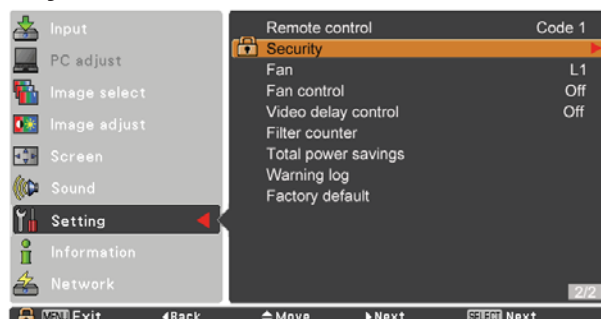 Input
PC adjust
Image select
Image adjust
Screen
Sound
Setting
Information
Network
Remote control Code 1
Security
Fan L1
Fan control Off
Video delay control Off
Filter counter
Total power savings
Warning log
Factory default
2/2
MENU Exit Back Move Next SELECT Next